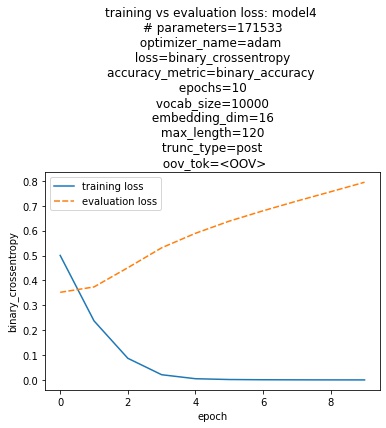 training vs evaluation loss: model4
# parameters=171533
optimizer_name=adam
loss=binary_crossentropy
accuracy_metric=binary_accuracy
epochs=10
vocab_size=10000
embedding_dim=16
max_length=120
trunc_type=post
oov_tok=<OOV>
training loss
evaluation loss
0.8
0.7
0.6
0.5
0.4
0.3
0.2
0.1
0.0
binary_crossentropy
0 2 4 6 8
epoch